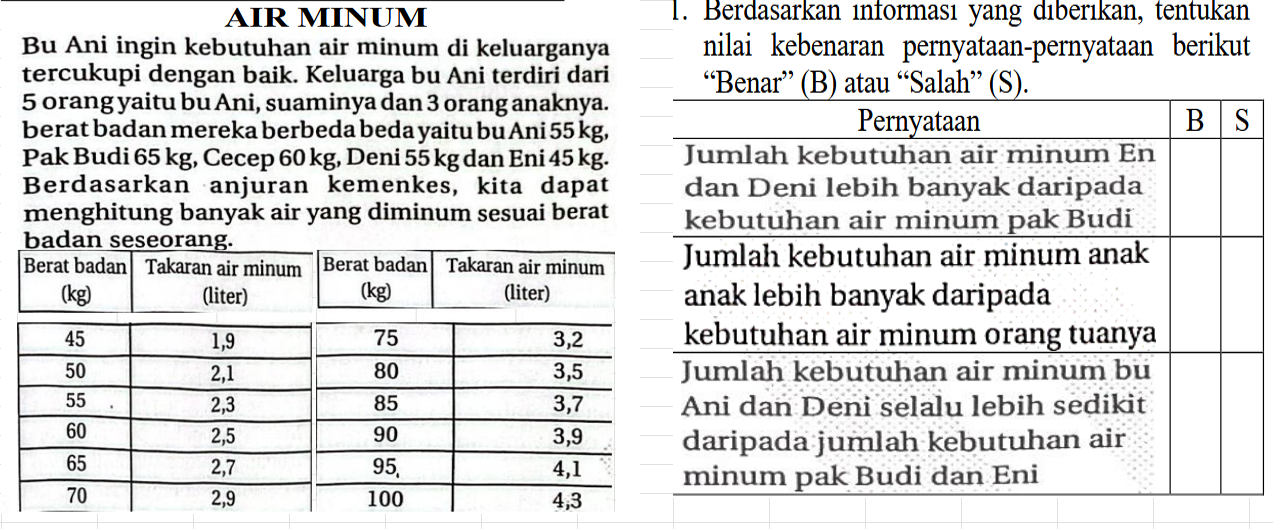 AIR MINUM
Bu Ani ingin kebutuhan air minum di keluarganya
tercukupi dengan baik. Keluarga bu Ani terdiri dari
5 orang yaitu bu Ani, suaminya dan 3 orang anaknya.
berat badan mereka berbeda beda yaitu bu Ani 55 kg,
Pak Budi 65 kg, Cecep 60 kg, Deni 55 kg dan Eni 45 kg.
Berdasarkan anjuran kemenkes, kita dapat
menghitung banyak air yang diminum sesuai berat
badan seseorang.
Berat badan (kg) Takaran air minum (liter) Berat badan (kg) Takaran air minum (liter)
45 1,9 75 3,2
50 2,1 80 3,5
55 2,3 85 3,7
60 2,5 90 3,9
65 2,7 95, 4,1
70 2,9 100 4,3
1. Berdasarkan informasi yang diberikan, tentukan
nilai kebenaran pernyataan-pernyataan berikut
“Benar” (B) atau “Salah” (S).
Pernyataan B S
Jumlah kebutuhan air minum En
dan Deni lebih banyak daripada
kebutuhan air minum pak Budi
Jumlah kebutuhan air minum anak
anak lebih banyak daripada
kebutuhan air minum orang tuanya
Jumlah kebutuhan air minum bu
Ani dan Deni selalu lebih sedikit
daripada jumlah kebutuhan air
minum pak Budi dan Eni